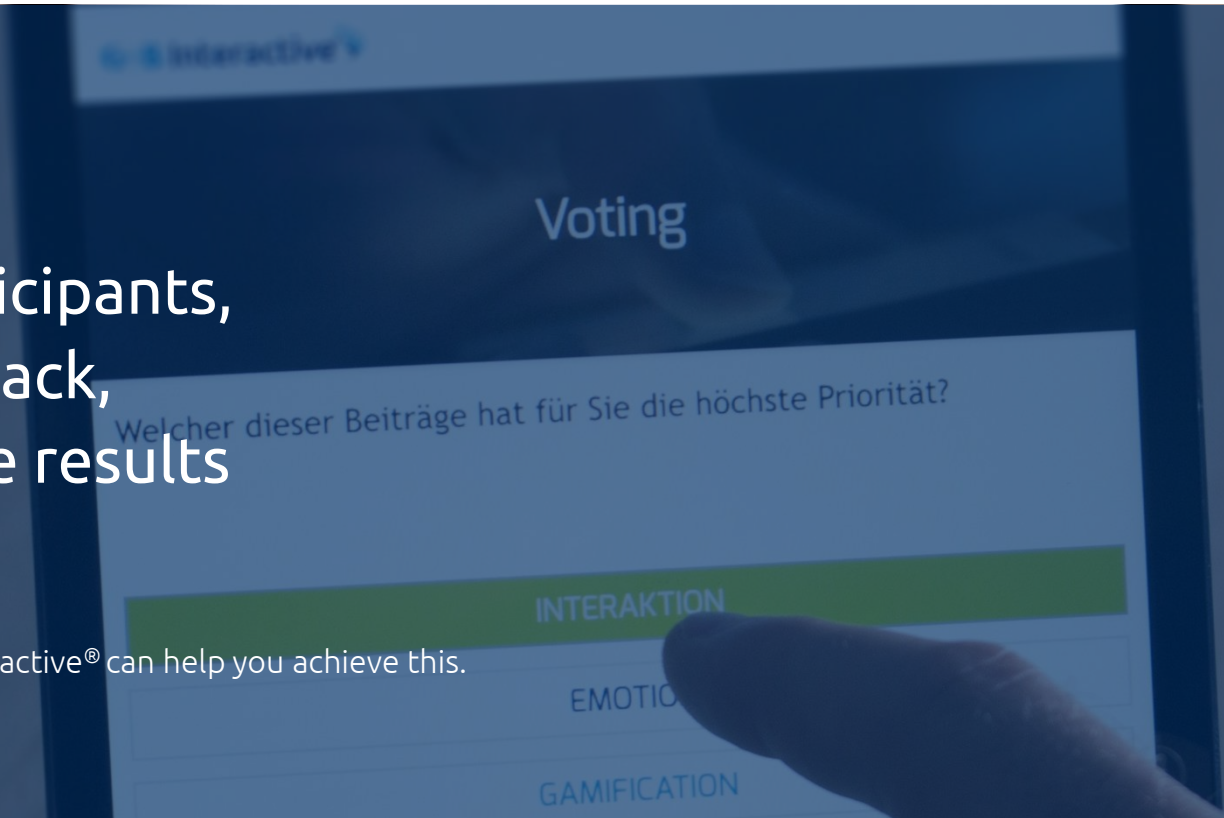 interactive
Voting
icipants,
ack,
Welcher dieser Beiträge hat für Sie die höchste Priorität?
e results
INTERAKTION
active® can help you achieve this.
EMOTIO
GAMIFICATION